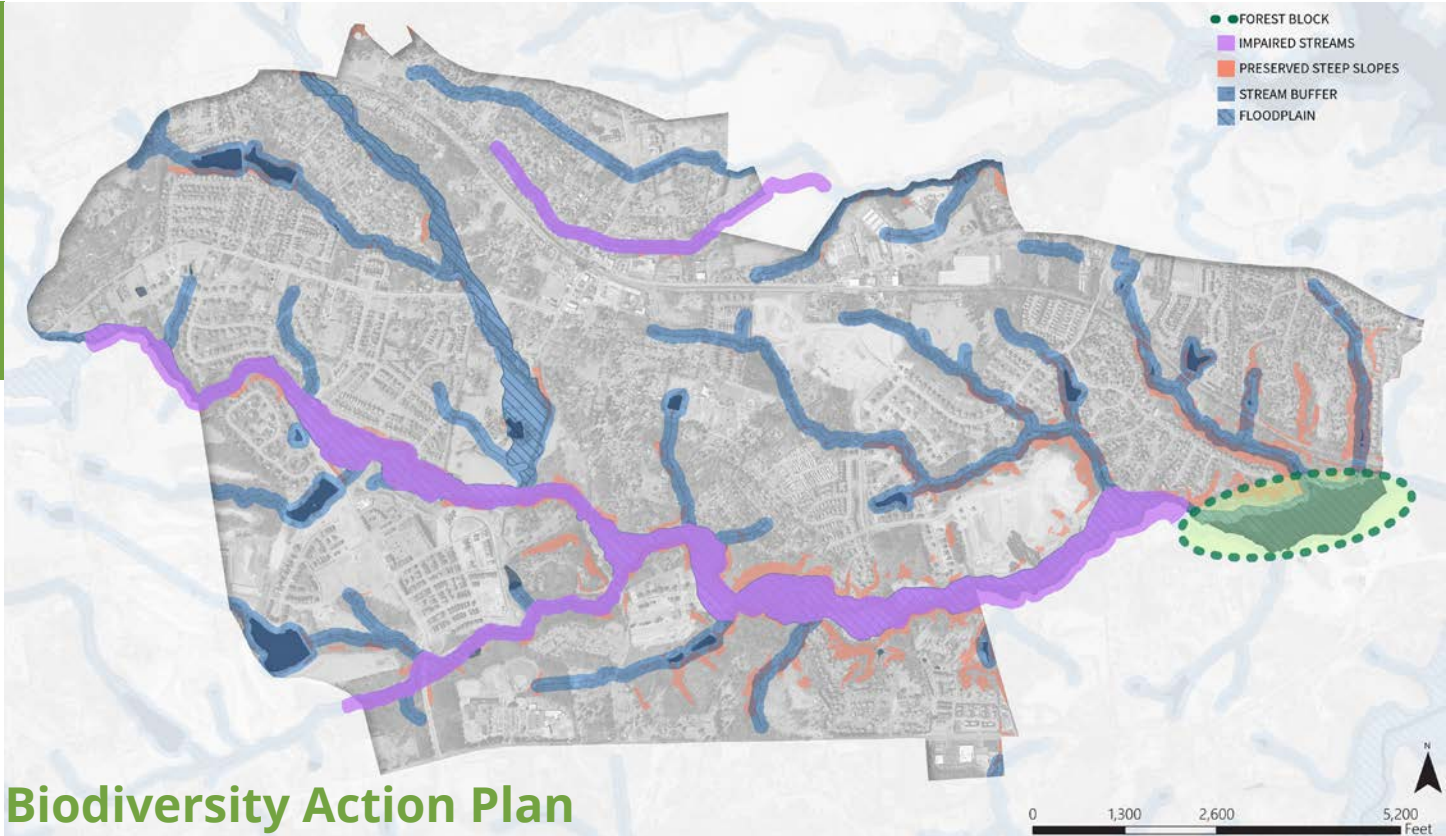 FOREST BLOCK
IMPAIRED STREAMS
PRESERVED STEEP SLOPES
STREAM BUFFER
FLOODPLAIN
Biodiversity Action Plan
N
0 1,300 2,600 5,200
Feet